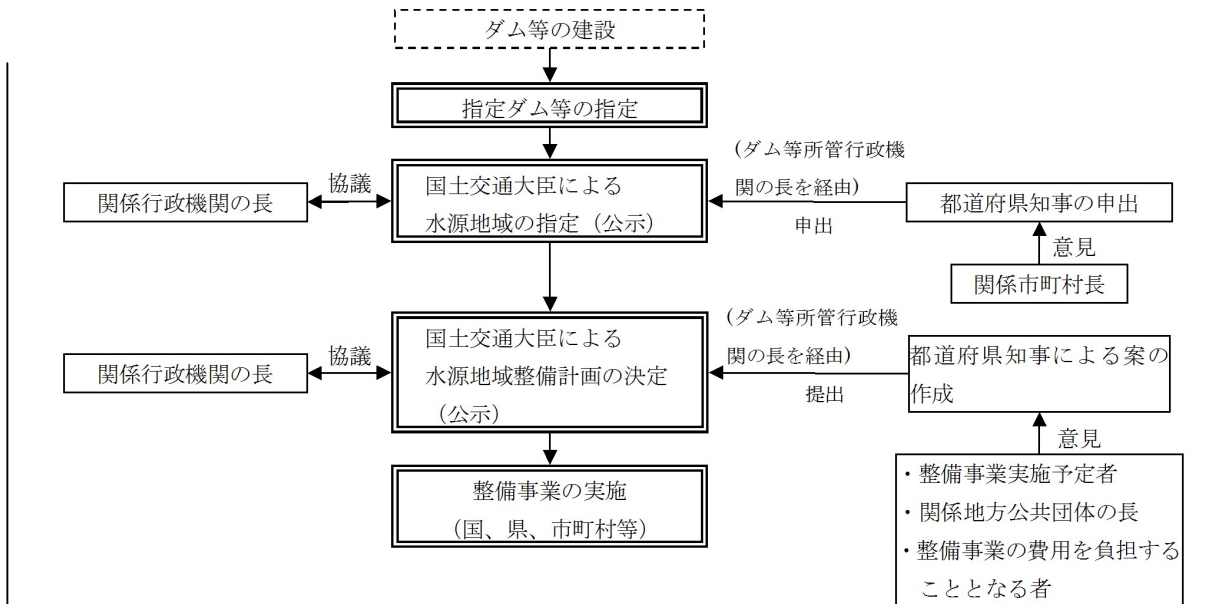 ダム等の建設
指定ダム等の指定
(ダム等所管行政機
関の長を経由)
申出
国土交通大臣による
水源地域の指定（公示）
協議
関係行政機関の長
都道府県知事の申出
意見
関係市町村長
(ダム等所管行政機
関の長を経由)
提出
国土交通大臣による
水源地域整備計画の決定
（公示）
協議
関係行政機関の長
都道府県知事による案の
作成
意見
整備事業の実施
（国、県、市町村等）
・整備事業実施予定者
・関係地方公共団体の長
・整備事業の費用を負担する
こととなる者